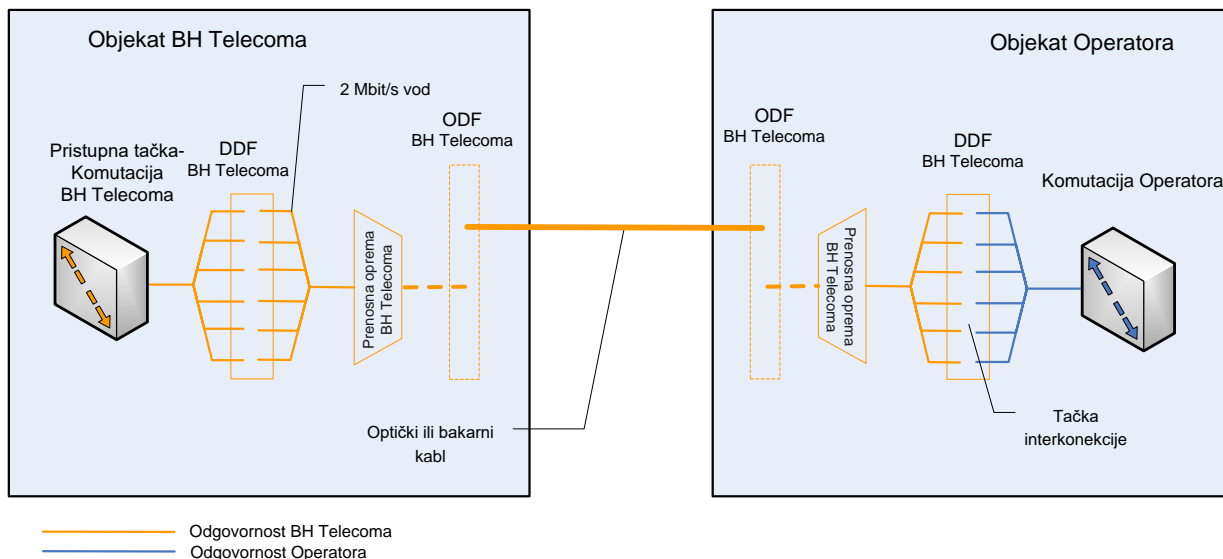 Objekat BH Telecoma
2 Mbit/s vod
ODF
BH Telecoma
DDF
BH Telecoma
Pristupna tačka-
Komutacija
BH Telecoma
Prenosna oprema
BH Telecoma
Optički ili bakarni
kabl
Objekat Operatora
ODF
BH Telecoma
DDF
BH Telecoma
Komutacija Operatora
Prenosna oprema
BH Telecoma
Tačka
interkonekcije
Odgovornost BH Telecoma
Odgovornost Operatora